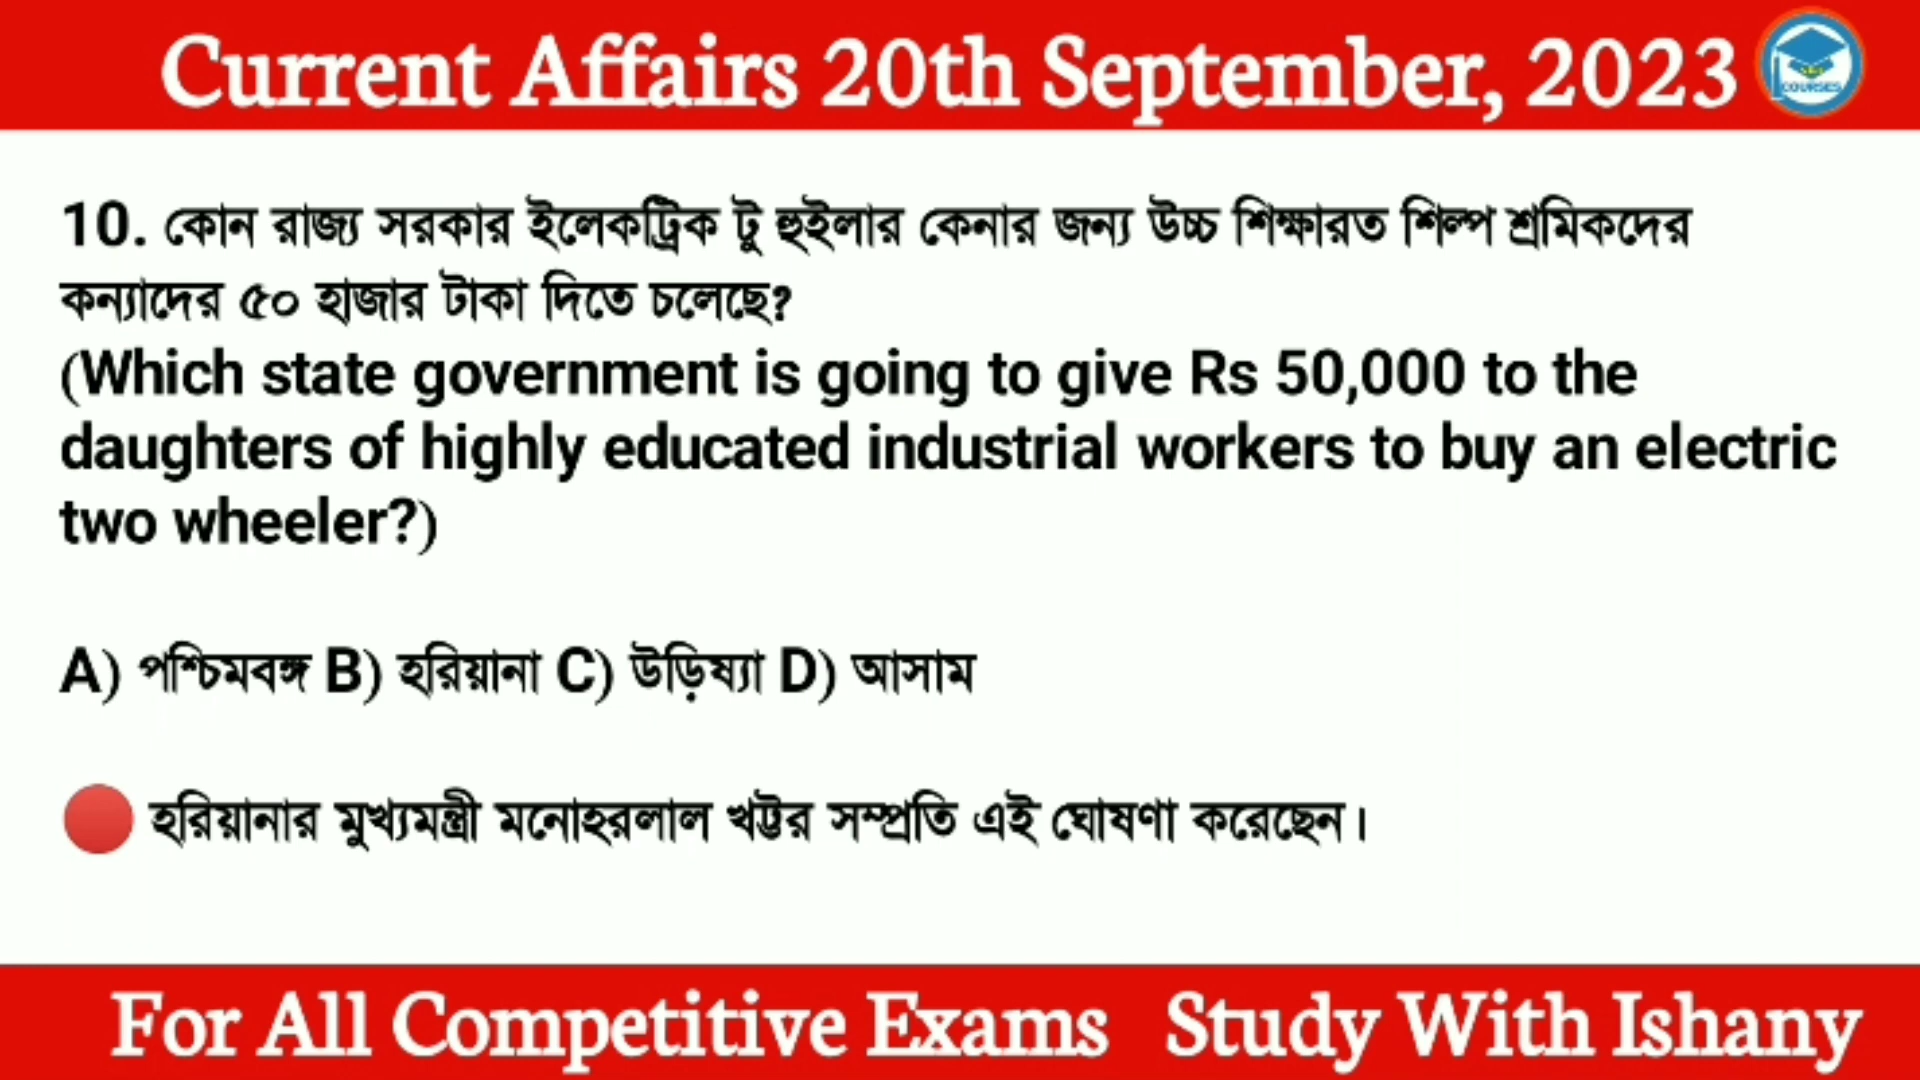 Current Affairs 20th September, 2023
COURSES
10. কোন রাজ্য সরকার ইলেকট্রিক টু হুইলার কেনার জন্য উচ্চ শিক্ষারত শিল্প শ্রমিকদের
কন্যাদের ৫০ হাজার টাকা দিতে চলেছে?
(Which state government is going to give Rs 50,000 to the
daughters of highly educated industrial workers to buy an electric
two wheeler?)
A) পশ্চিমবঙ্গ B) হরিয়ানা C) উড়িষ্যা D) আসাম
হরিয়ানার মুখ্যমন্ত্রী মনোহরলাল খট্টর সম্প্রতি এই ঘোষণা করেছেন।
For All Competitive Exams Study With Ishany